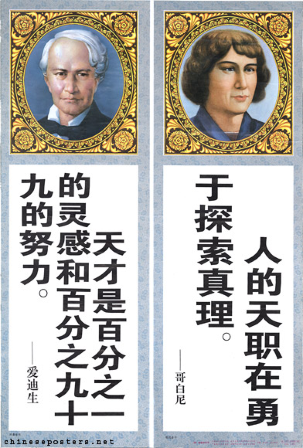 天才是百分之一
的灵感和百分之九十
九的努力。
——爱迪生
人的天职在勇
于探索真理。
——哥白尼
chineseposters.net